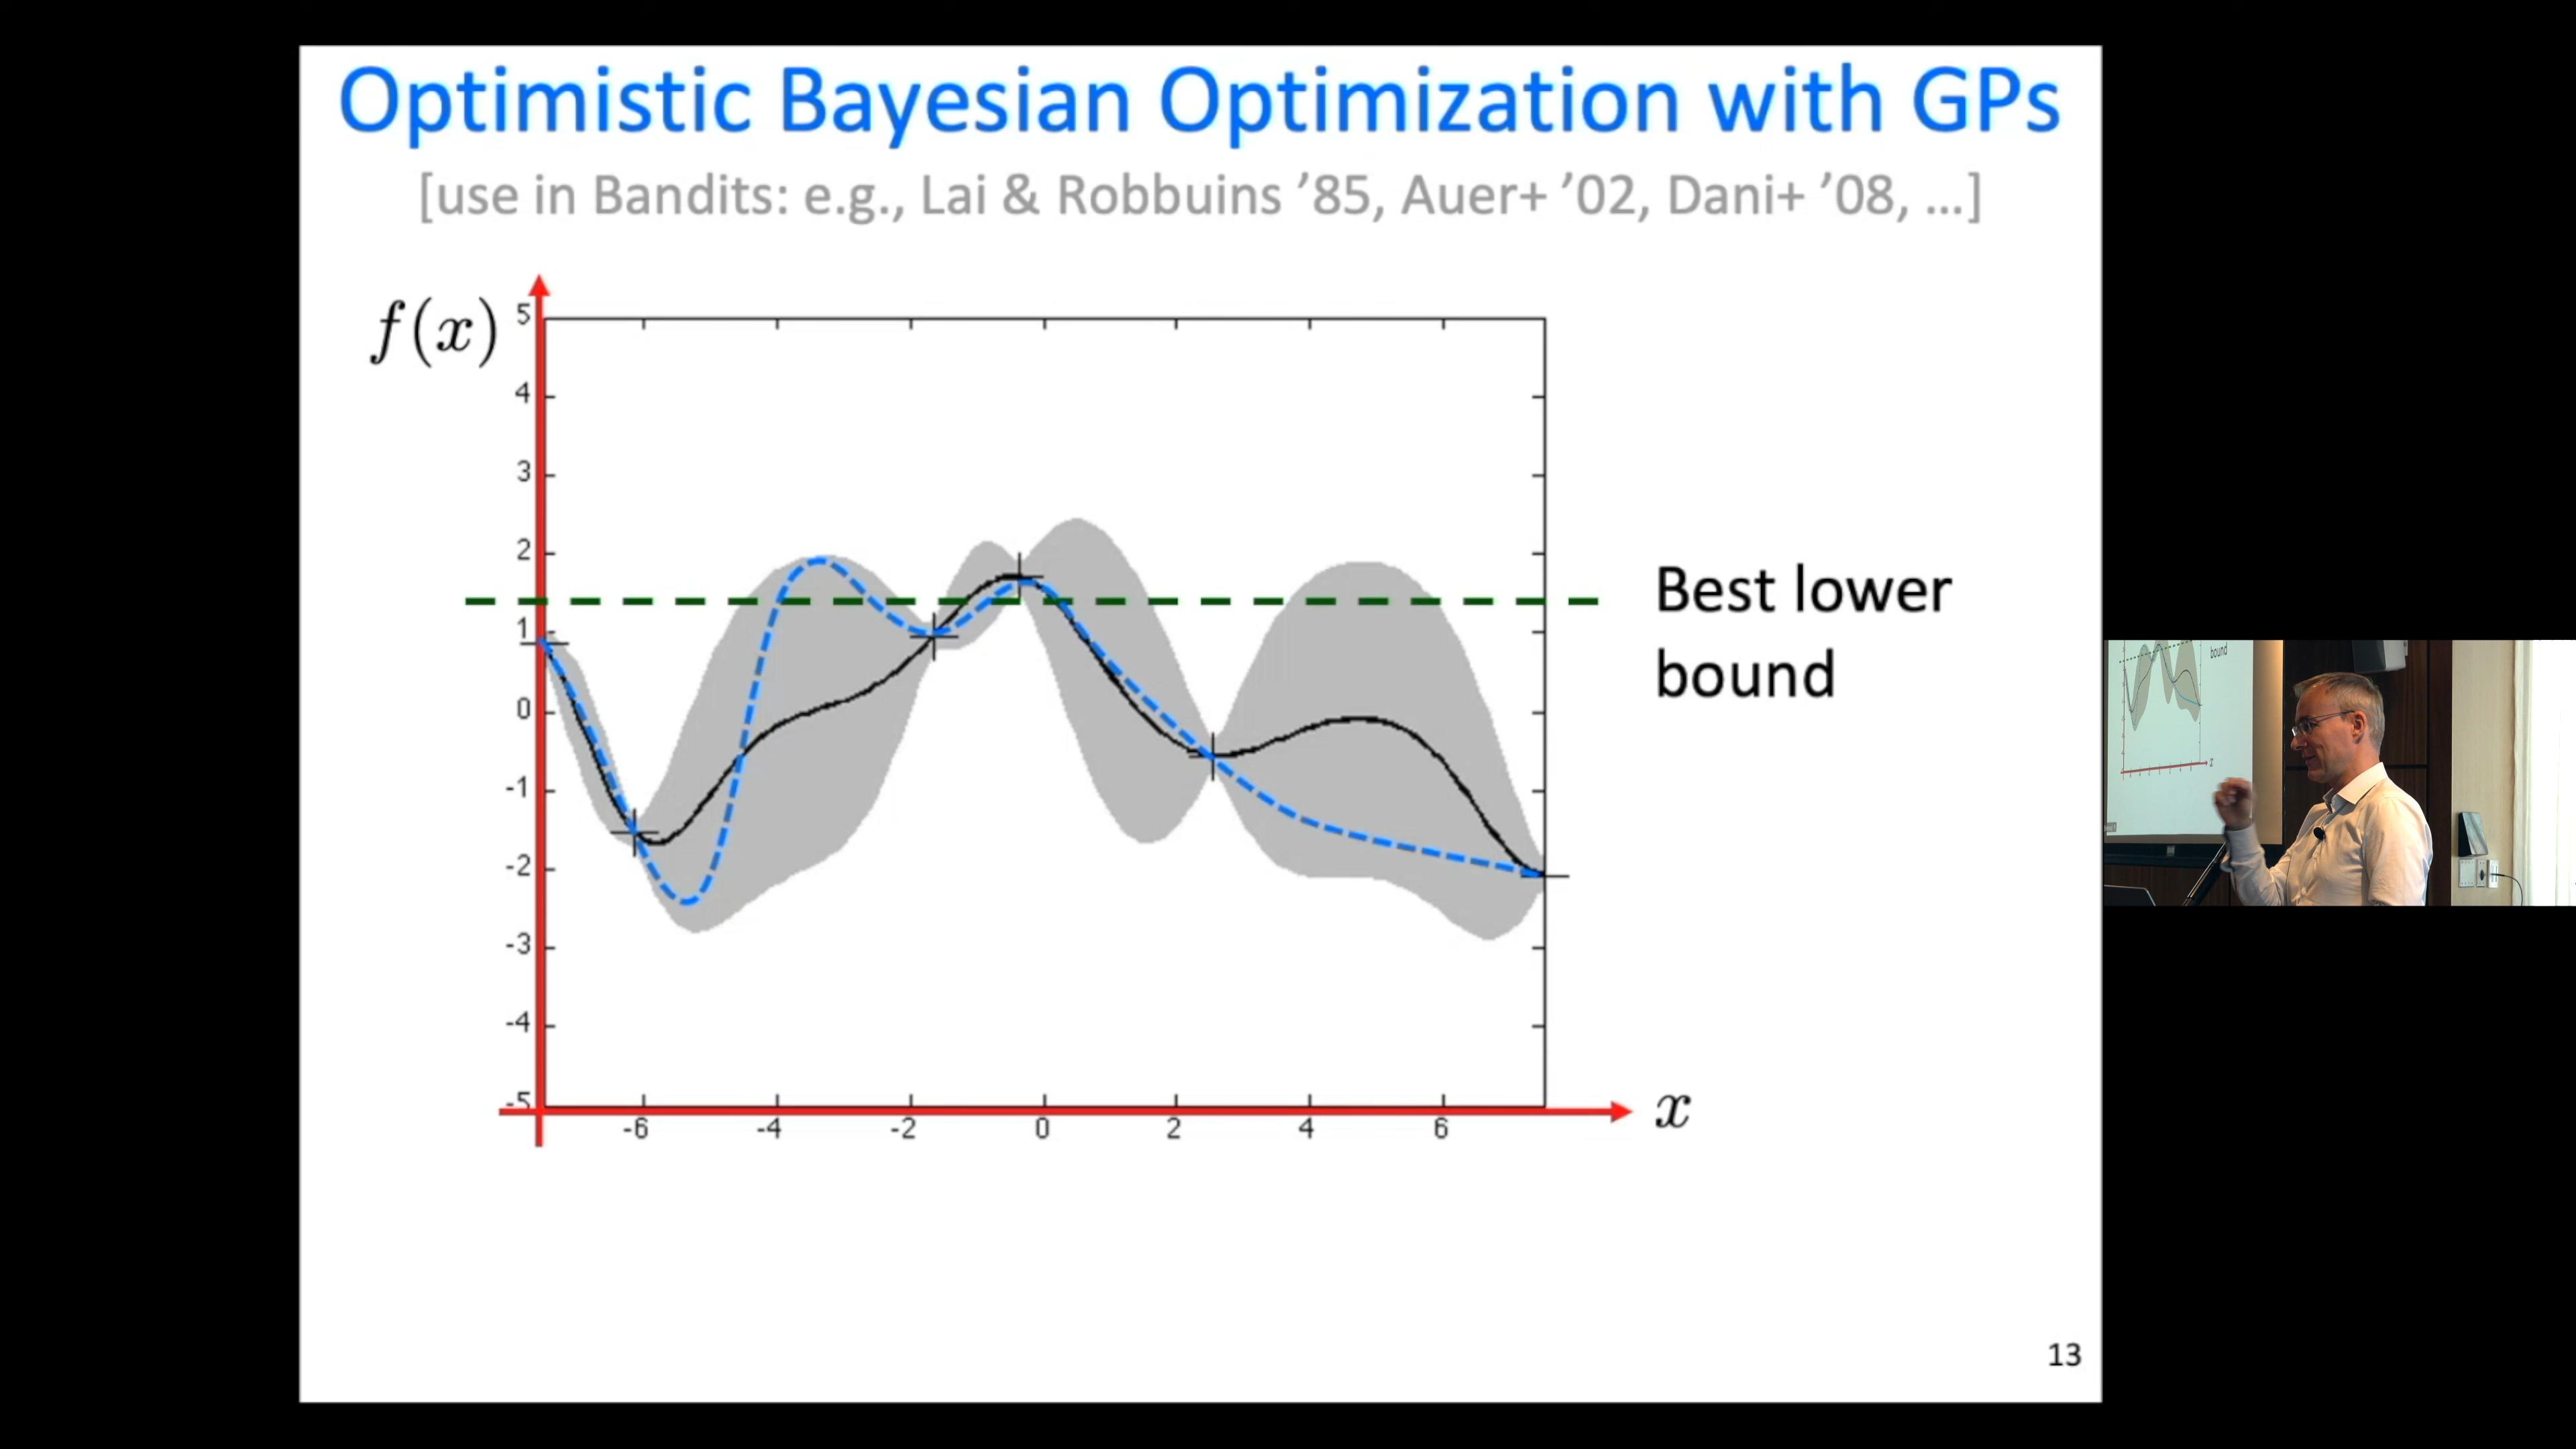 Optimistic Bayesian Optimization with GPs
[use in Bandits: e.g., Lai & Robbuins ’85, Auer+ ’02, Dani+ ’08, …]
f(x)
5
4
3
2
1
0
-1
-2
-3
-4
-5
-6 -4 -2 0 2 4 6
x
Best lower
bound
13
bound
x